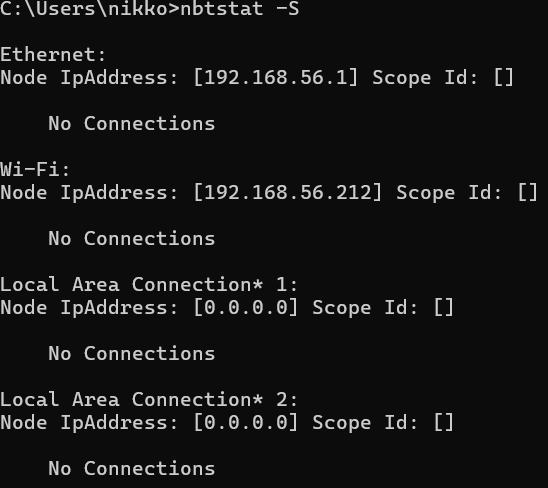 C:\Users\nikko>nbtstat -S
Ethernet:
Node IpAddress: [192.168.56.1] Scope Id: []
No Connections
Wi-Fi:
Node IpAddress: [192.168.56.212] Scope Id: []
No Connections
Local Area Connection* 1:
Node IpAddress: [0.0.0.0] Scope Id: []
No Connections
Local Area Connection* 2:
Node IpAddress: [0.0.0.0] Scope Id: []
No Connections